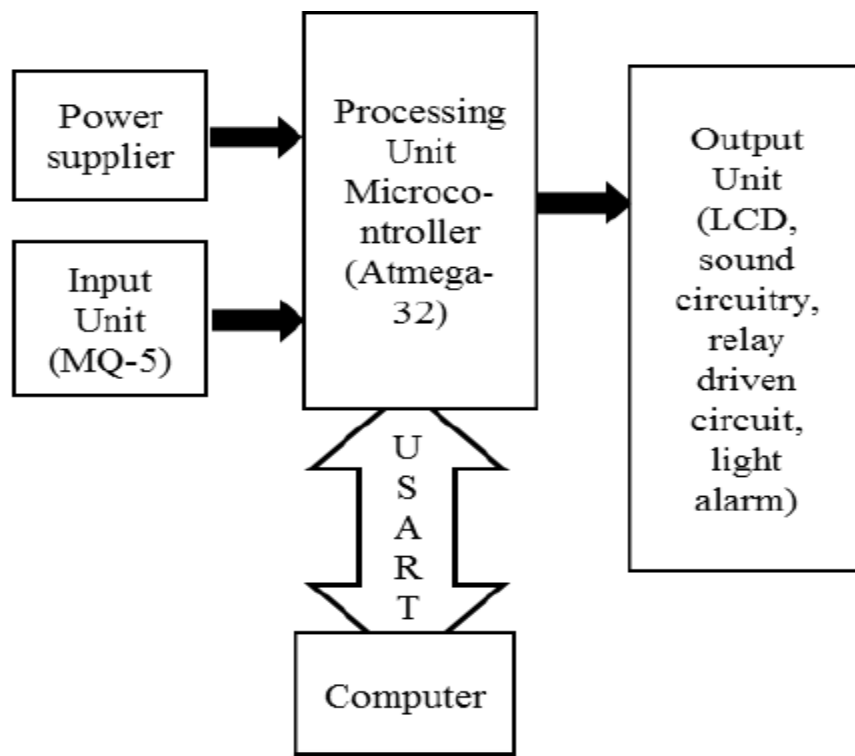 Power
supplier
Input
Unit
(MQ-5)
Processing
Unit
Microco-
ntroller
(Atmega-
32)
Output
Unit
(LCD,
sound
circuitry,
relay
driven
circuit,
light
alarm)
U
S
A
R
T
Computer